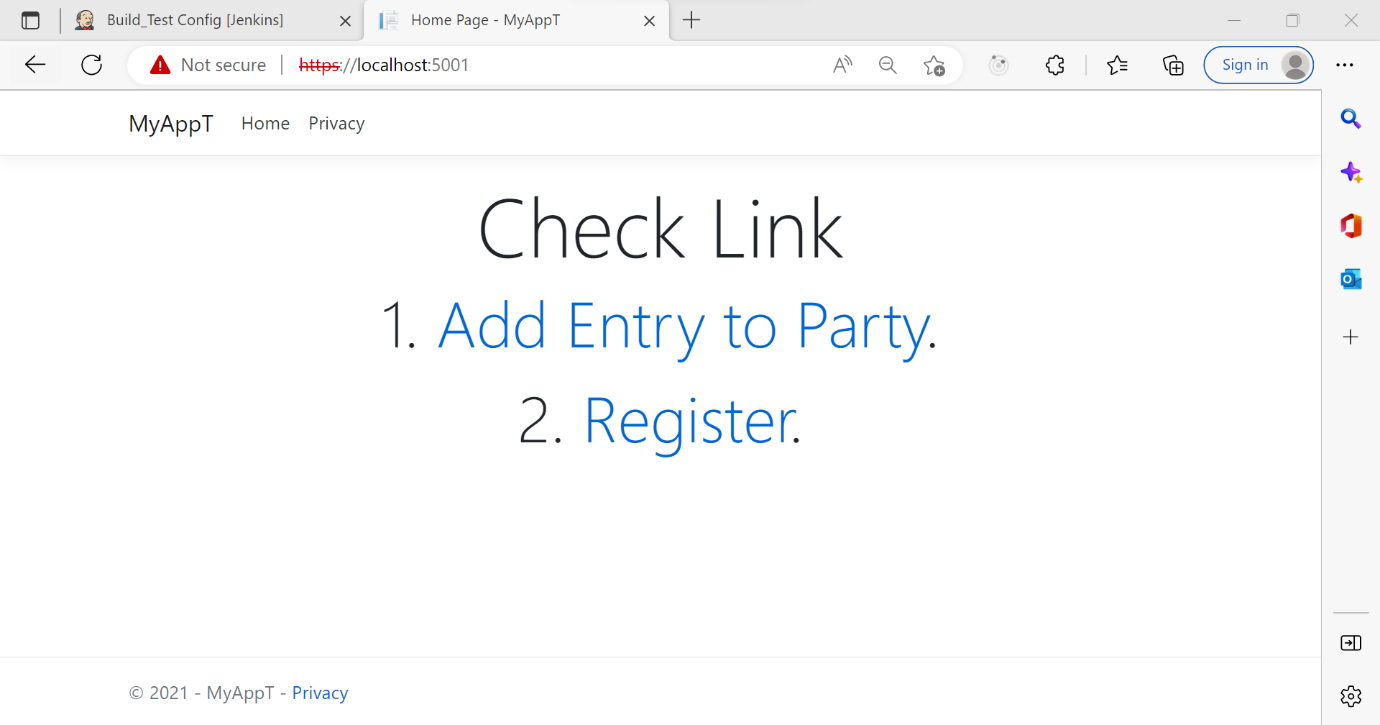 Build_Test Config [Jenkins]
Home Page - MyAppT
Not secure
https://localhost:5001
Sign in
MyAppT
Home
Privacy
Check Link
1. Add Entry to Party.
2. Register.
© 2021 - MyAppT - Privacy